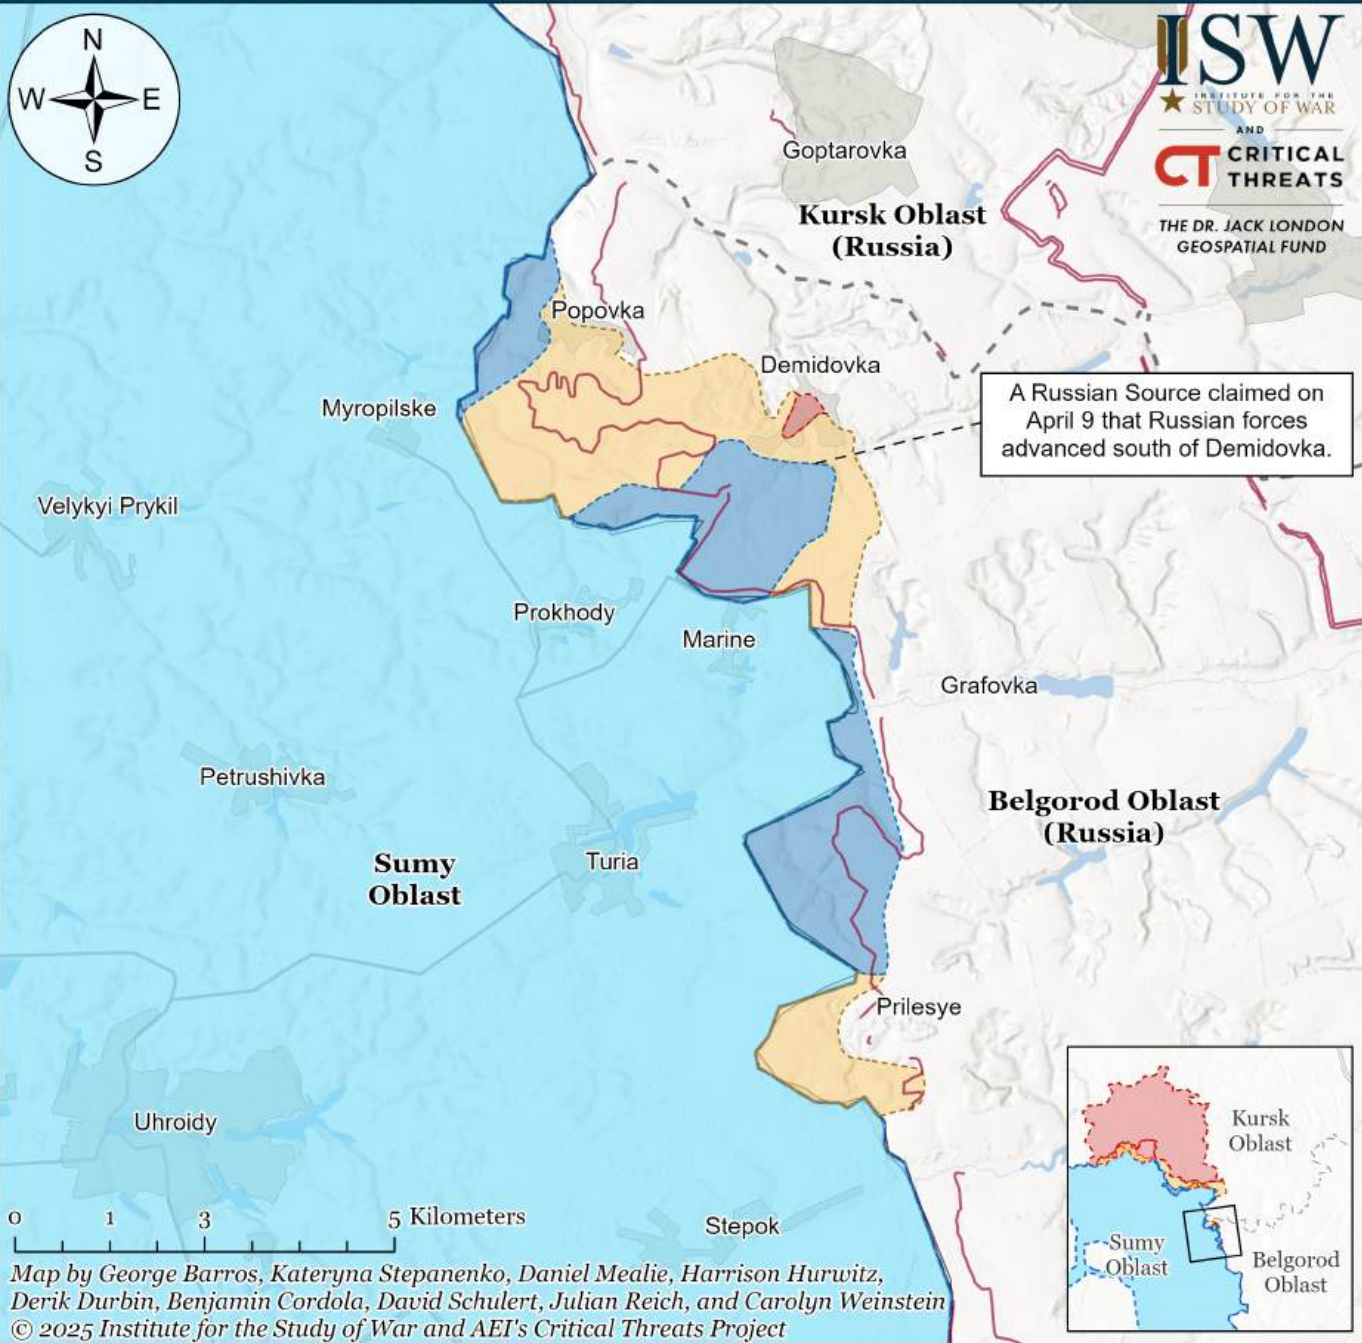 N
W
E
S
ISW
INSTITUTE FOR THE
STUDY OF WAR
AND
CT CRITICAL
THREATS
THE DR. JACK LONDON
GEOSPATIAL FUND
Goptarovka
Kursk Oblast
(Russia)
Popovka
Demidovka
A Russian Source claimed on
April 9 that Russian forces
advanced south of Demidovka.
Myropilske
Velykyi Prykil
Prokhody
Marine
Grafovka
Petrushivka
Belgorod Oblast
(Russia)
Sumy
Oblast
Turia
Prilesye
Uhroidy
Stepok
Kursk
Oblast
Sumy
Oblast
Belgorod
Oblast
0 1 3 5 Kilometers
Map by George Barros, Kateryna Stepanenko, Daniel Mealie, Harrison Hurwitz,
Derik Durbin, Benjamin Cordola, David Schulert, Julian Reich, and Carolyn Weinstein
© 2025 Institute for the Study of War and AEI's Critical Threats Project